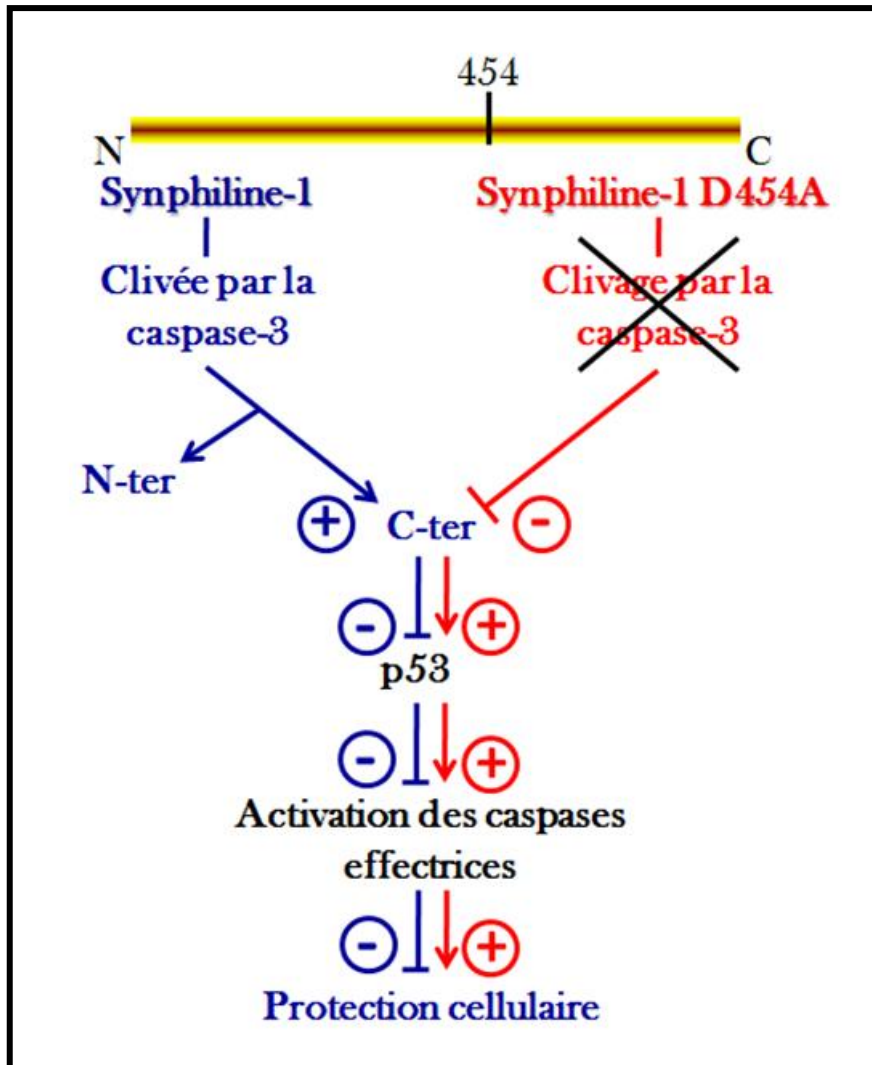 454
N
C
Synphiline-1
Synphiline-1 D454A
Clivée par la
caspase-3
Clivage par la
caspase-3
N-ter
+
C-ter
-
-
+
p53
-
+
Activation des caspases
effectrices
-
+
Protection cellulaire